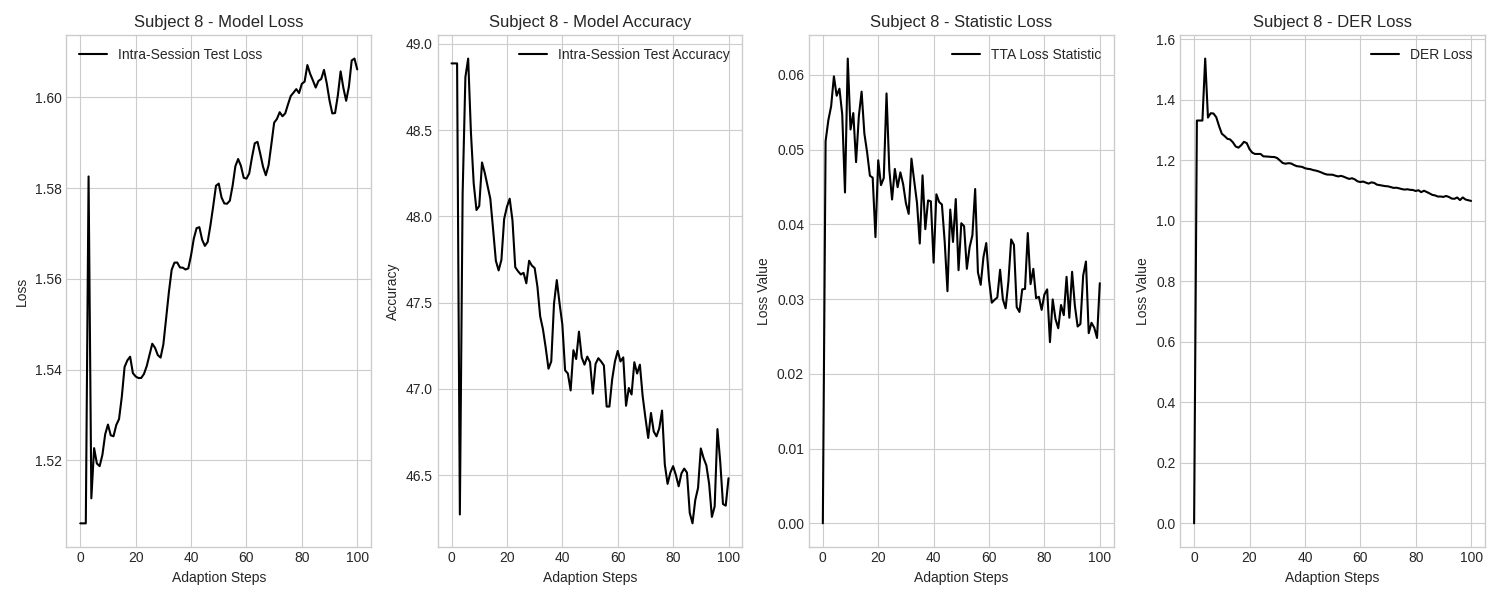 Subject 8 - Model Loss
Intra-Session Test Loss
Loss
1.60
1.58
1.56
1.54
1.52
0 20 40 60 80 100
Adaption Steps
Subject 8 - Model Accuracy
Intra-Session Test Accuracy
Accuracy
49.0
48.5
48.0
47.5
47.0
46.5
0 20 40 60 80 100
Adaption Steps
Subject 8 - Statistic Loss
TTA Loss Statistic
Loss Value
0.06
0.05
0.04
0.03
0.02
0.01
0.00
0 20 40 60 80 100
Adaption Steps
Subject 8 - DER Loss
DER Loss
Loss Value
1.6
1.4
1.2
1.0
0.8
0.6
0.4
0.2
0.0
0 20 40 60 80 100
Adaption Steps